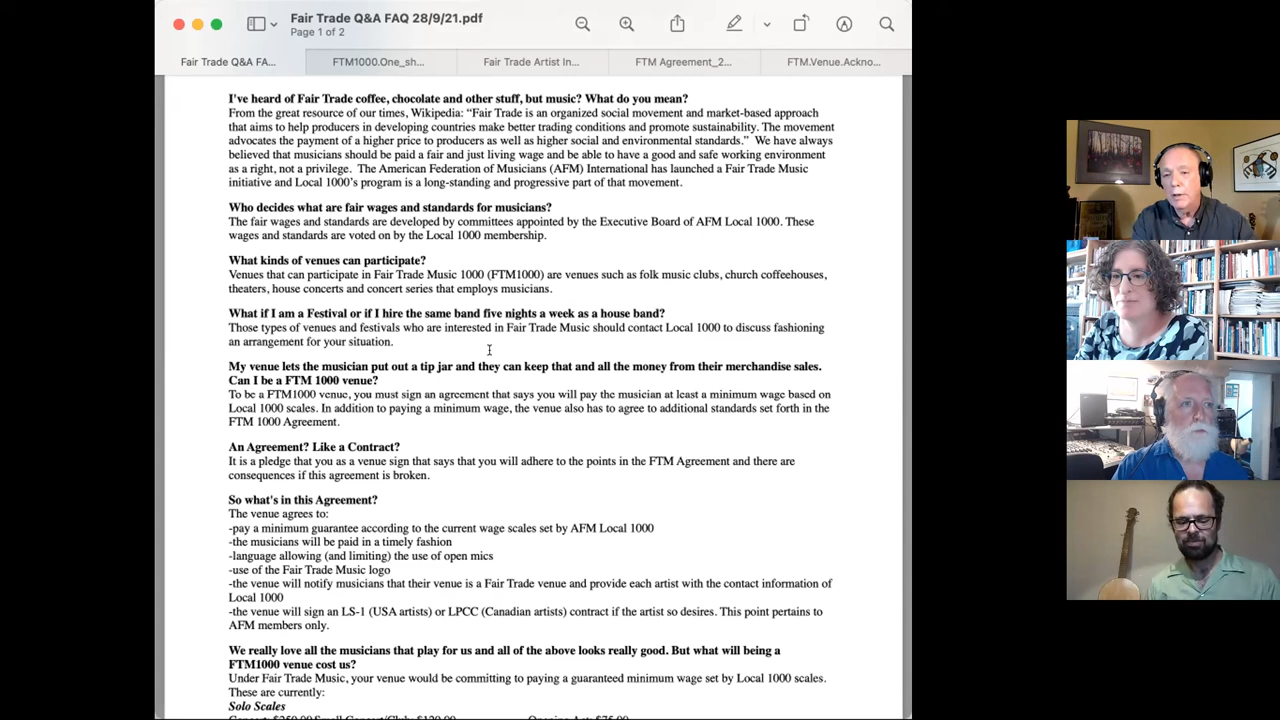 Fair Trade Q&A FAQ 28/9/21.pdf
Page 1 of 2
Fair Trade Q&A FA...
FTM1000.One_sh...
Fair Trade Artist In...
FTM Agreement_2...
FTM.Venue.Ackno...
I've heard of Fair Trade coffee, chocolate and other stuff, but music? What do you mean?
From the great resource of our times, Wikipedia: “Fair Trade is an organized social movement and market-based approach
that aims to help producers in developing countries make better trading conditions and promote sustainability. The movement
advocates the payment of a higher price to producers as well as higher social and environmental standards.” We have always
believed that musicians should be paid a fair and just living wage and be able to have a good and safe working environment
as a right, not a privilege. The American Federation of Musicians (AFM) International has launched a Fair Trade Music
initiative and Local 1000’s program is a long-standing and progressive part of that movement.
Who decides what are fair wages and standards for musicians?
The fair wages and standards are developed by committees appointed by the Executive Board of AFM Local 1000. These
wages and standards are voted on by the Local 1000 membership.
What kinds of venues can participate?
Venues that can participate in Fair Trade Music 1000 (FTM1000) are venues such as folk music clubs, church coffeehouses,
theaters, house concerts and concert series that employs musicians.
What if I am a Festival or if I hire the same band five nights a week as a house band?
Those types of venues and festivals who are interested in Fair Trade Music should contact Local 1000 to discuss fashioning
an arrangement for your situation.
My venue lets the musician put out a tip jar and they can keep that and all the money from their merchandise sales.
Can I be a FTM 1000 venue?
To be a FTM1000 venue, you must sign an agreement that says you will pay the musician at least a minimum wage based on
Local 1000 scales. In addition to paying a minimum wage, the venue also has to agree to additional standards set forth in the
FTM 1000 Agreement.
An Agreement? Like a Contract?
It is a pledge that you as a venue sign that says that you will adhere to the points in the FTM Agreement and there are
consequences if this agreement is broken.
So what's in this Agreement?
The venue agrees to:
-pay a minimum guarantee according to the current wage scales set by AFM Local 1000
-the musicians will be paid in a timely fashion
-language allowing (and limiting) the use of open mics
-use of the Fair Trade Music logo
-the venue will notify musicians that their venue is a Fair Trade venue and provide each artist with the contact information of
Local 1000
-the venue will sign an LS-1 (USA artists) or LPCC (Canadian artists) contract if the artist so desires. This point pertains to
AFM members only.
We really love all the musicians that play for us and all of the above looks really good. But what will being a
FTM1000 venue cost us?
Under Fair Trade Music, your venue would be committing to paying a guaranteed minimum wage set by Local 1000 scales.
These are currently:
Solo Scales
Concert: $250.00 Small Concert/Club: $120.00 Opening Act: $75.00